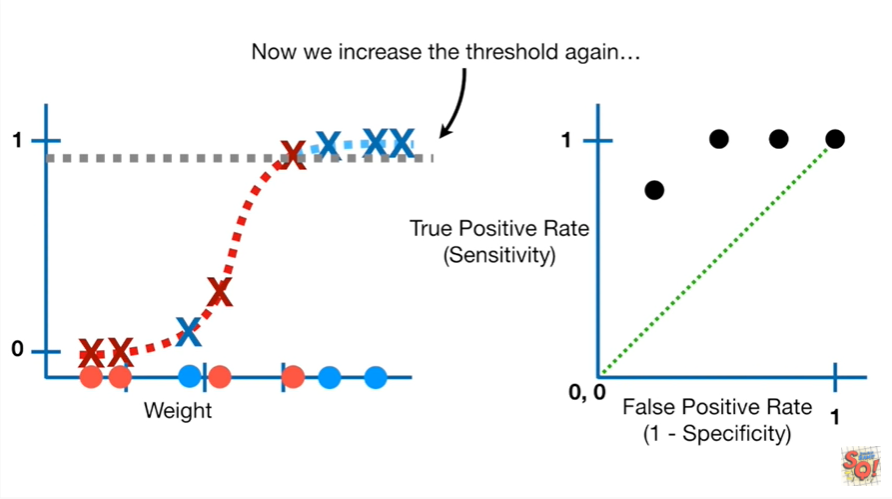 Now we increase the threshold again…
1
0
Weight
True Positive Rate
(Sensitivity)
1
0, 0
False Positive Rate
(1 - Specificity)
1
SQ!